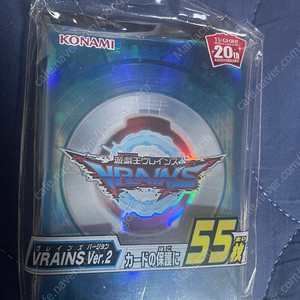 KONAMI
YU-GI-OH!
20th
ANNIVERSARY
遊戯王ヴレインズ
VRAINS
ブレインズ バージョン
VRAINS Ver.2
カードの保護に
55枚